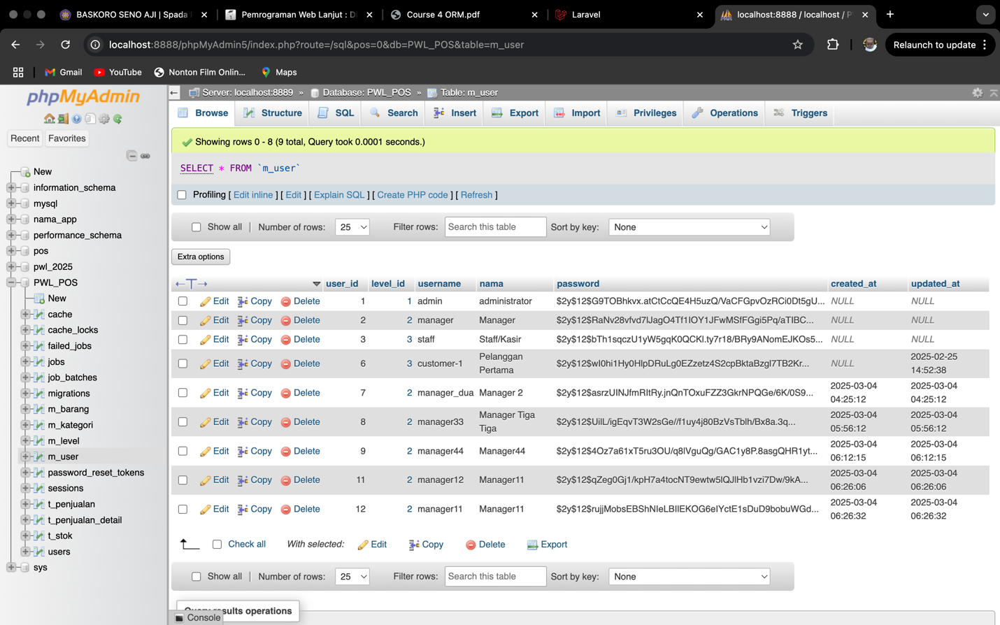 BASKORO SENO AJI | Spada
Pemrograman Web Lanjut : Di
Course 4 ORM.pdf
Laravel
localhost:8888 / localhost / P
localhost:8888/phpMyAdmin5/index.php?route=/sql&pos=0&db=PWL_POS&table=m_user
Relaunch to update
Gmail
YouTube
Nonton Film Onlin...
Maps
phpMyAdmin
Recent
Favorites
New
information_schema
mysql
nama_app
performance_schema
pos
pwl_2025
PWL_POS
New
cache
cache_locks
failed_jobs
jobs
job_batches
migrations
m_barang
m_kategori
m_level
m_user
password_reset_tokens
sessions
t_penjualan
t_penjualan_detail
t_stok
users
sys
Server: localhost:8889 » Database: PWL_POS » Table: m_user
Browse Structure SQL Search Insert Export Import Privileges Operations Triggers
Showing rows 0 - 8 (9 total, Query took 0.0001 seconds.)
SELECT * FROM `m_user`
Profiling [ Edit inline ] [ Edit ] [ Explain SQL ] [ Create PHP code ] [ Refresh ]
Show all | Number of rows: 25 Filter rows: Search this table Sort by key: None
Extra options
user_id level_id username nama password created_at updated_at
Edit Copy Delete 1 1 admin administrator $2y$12$G9TOBhkvx.atCtCcQE4H5uzQ/VaCFGpvOzRCi0Dt5gU... NULL NULL
Edit Copy Delete 2 2 manager Manager $2y$12$RaNv28vfvd7lJagO4Tf1IOY1JFwMSfFGgi5Pq/aTIBC... NULL NULL
Edit Copy Delete 3 3 staff Staff/Kasir $2y$12$bTh1sqczU1yW5gqK0QCKl.ty7r18/BRy9ANomEJKOs5... NULL NULL
Edit Copy Delete 6 3 customer-1 Pelanggan Pertama $2y$12$wI0hi1Hy0HlpDRuLg0EZzetz4S2cpBktaBzgl7TB2Kr... NULL 2025-02-25 14:52:38
Edit Copy Delete 7 2 manager_dua Manager 2 $2y$12$asrzUINJfmRItRy.jnQnTOxuFZZ3GkrNPQGe/6K/0S9... 2025-03-04 04:25:12 2025-03-04 04:25:12
Edit Copy Delete 8 2 manager33 Manager Tiga Tiga $2y$12$UilL/igEqvT3W2sGe//f1uy4j80BzVsTblh/Bx8a.3q... 2025-03-04 05:56:12 2025-03-04 05:56:12
Edit Copy Delete 9 2 manager44 Manager44 $2y$12$4Oz7a61xT5ru3OU/q8lVguQg/GAC1y8P.8asgQHR1yt... 2025-03-04 06:12:15 2025-03-04 06:12:15
Edit Copy Delete 11 2 manager12 Manager11 $2y$12$qZeg0Gj1/kpH7a4tocNT9ewtw5lQJlHb1vzi7Dw/9kA... 2025-03-04 06:26:06 2025-03-04 06:26:06
Edit Copy Delete 12 2 manager11 Manager11 $2y$12$rujjMobsEBShNIeLBIlEKOG6eIYctE1sDuD9bobuWGd... 2025-03-04 06:26:32 2025-03-04 06:26:32
Check all With selected: Edit Copy Delete Export
Show all | Number of rows: 25 Filter rows: Search this table Sort by key: None
Query results operations
Console